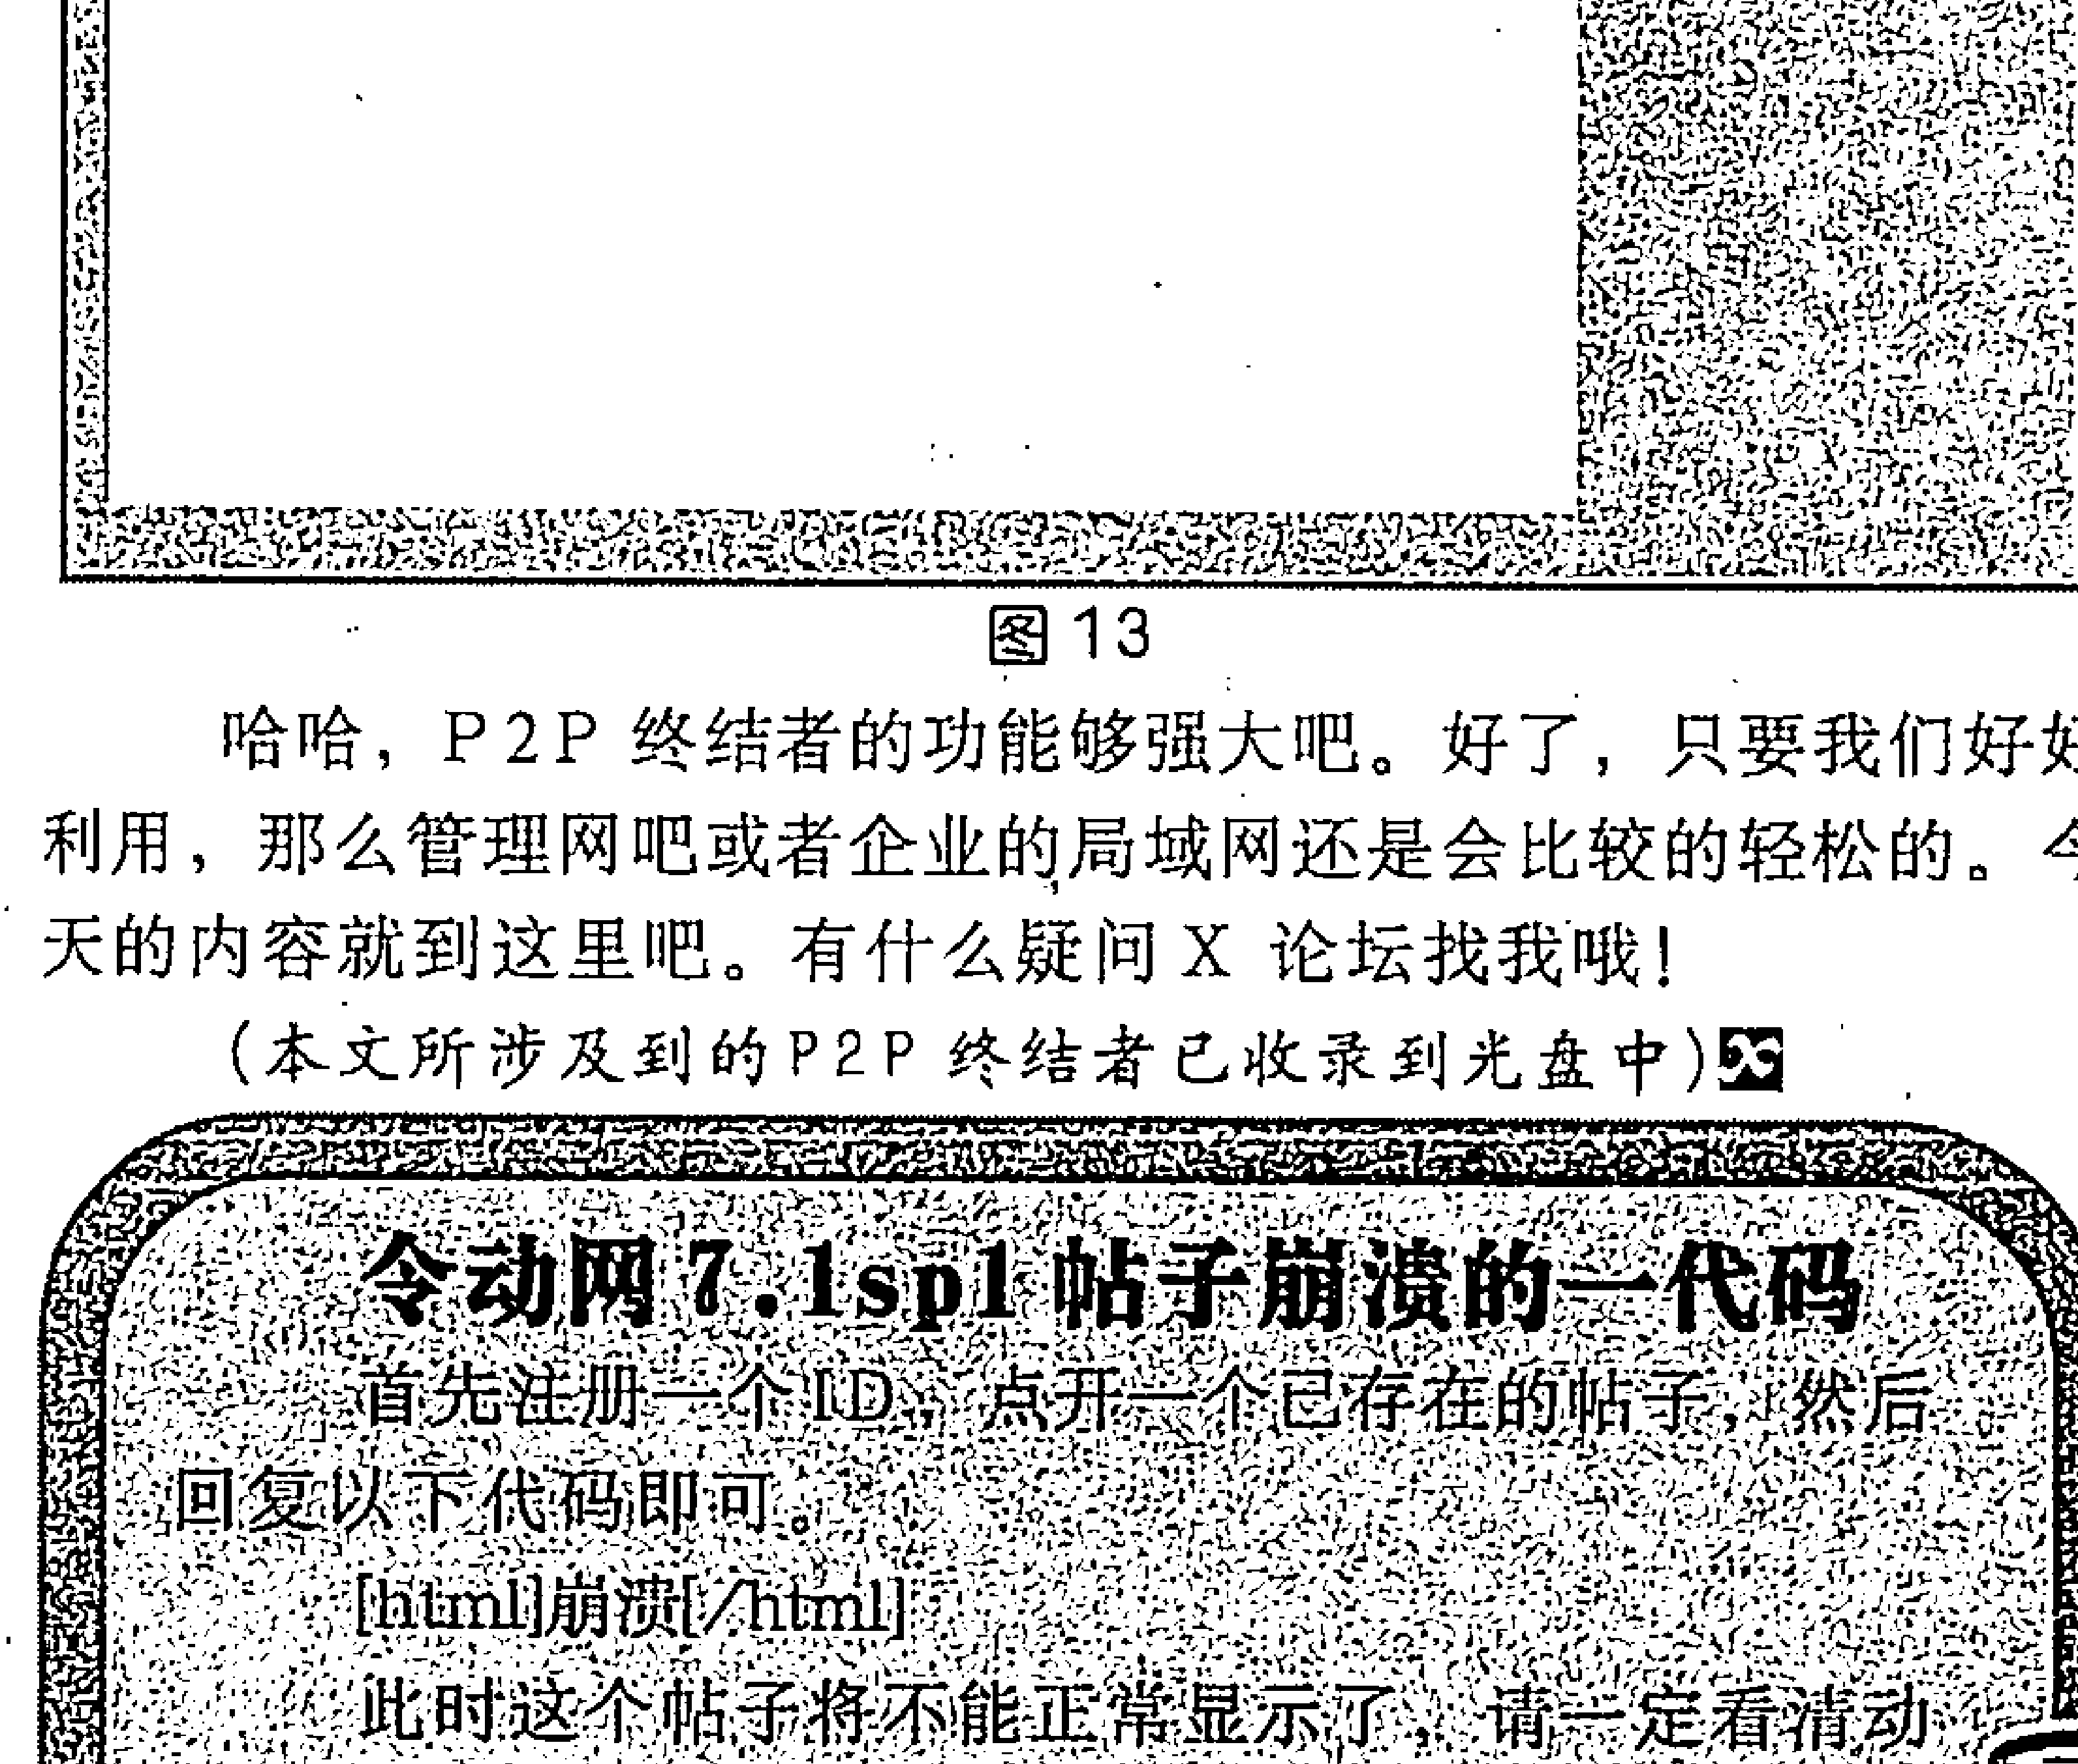 图13
哈哈，P2P 终结者的功能够强大吧。好了，只要我们好好
利用，那么管理网吧或者企业的局域网还是会比较的轻松的。今
天的内容就到这里吧。有什么疑问X 论坛找我哦！
（本文所涉及到的P2P 终结者已收录到光盘中）
令动网7.1sp1帖子崩溃的一代码
首先注册一个ID，点开一个已存在的帖子，然后
回复以下代码即可。
[html]崩溃[/html]
此时这个帖子将不能正常显示了，请一定看清动